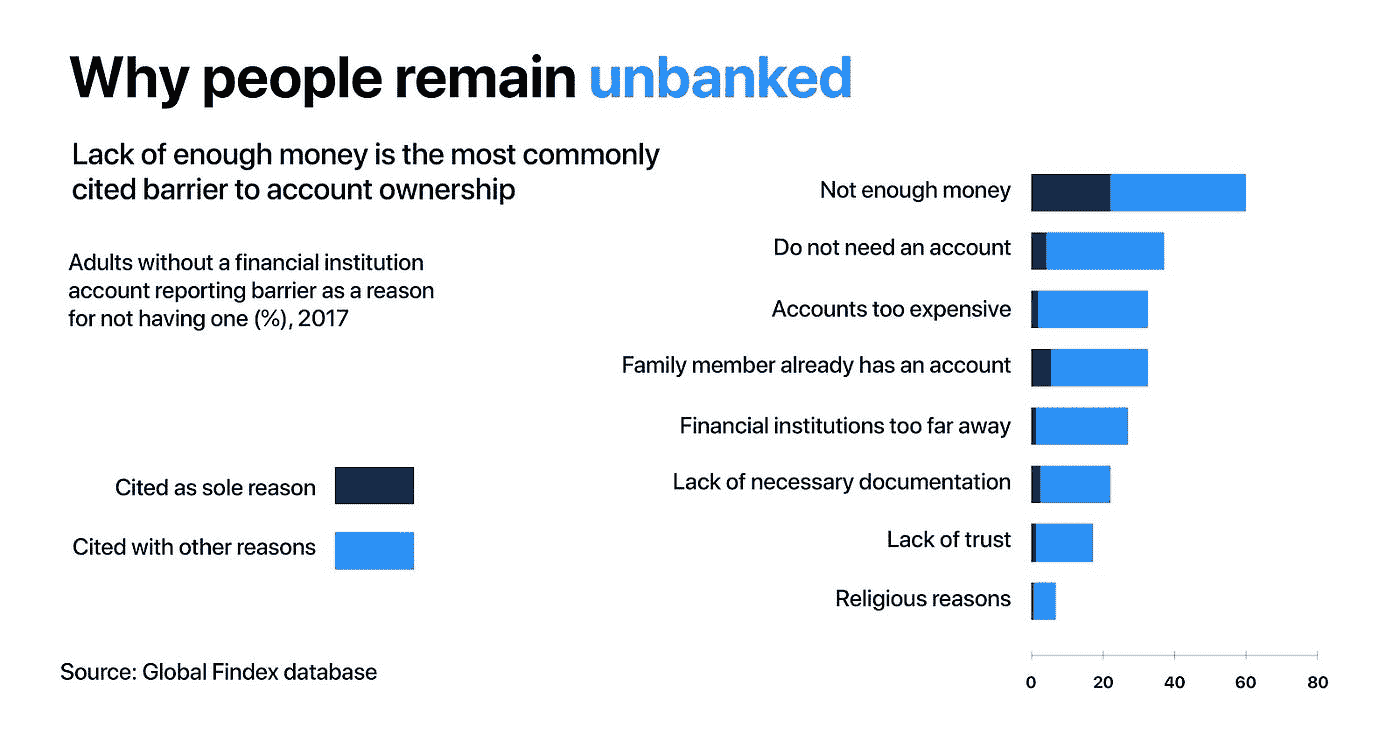 Why people remain unbanked
Lack of enough money is the most commonly
cited barrier to account ownership
Adults without a financial institution
account reporting barrier as a reason
for not having one (%), 2017
Cited as sole reason
Cited with other reasons
Source: Global Findex database
Not enough money
Do not need an account
Accounts too expensive
Family member already has an account
Financial institutions too far away
Lack of necessary documentation
Lack of trust
Religious reasons
0 20 40 60 80